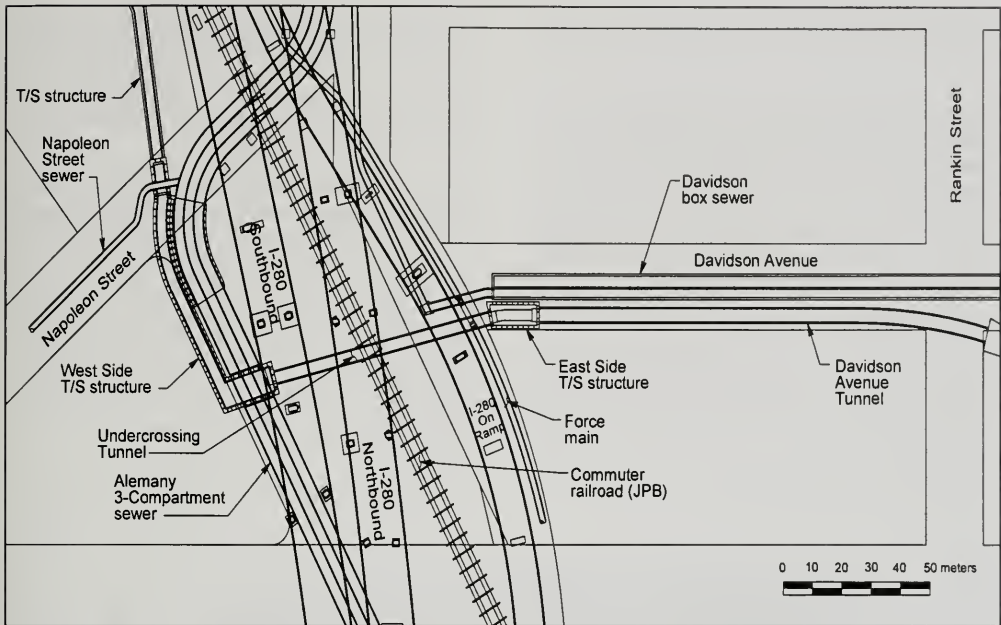 T/S structure
Napoleon
Street
sewer
Napoleon Street
West Side
T/S structure
Undercrossing
Tunnel
Alemany
3-Compartment
sewer
I-280
Southbound
I-280
Northbound
I-280
On
Ramp
Davidson
box sewer
Rankin Street
Davidson Avenue
East Side
T/S structure
Davidson
Avenue
Tunnel
Force
main
Commuter
railroad (JPB)
0 10 20 30 40 50 meters